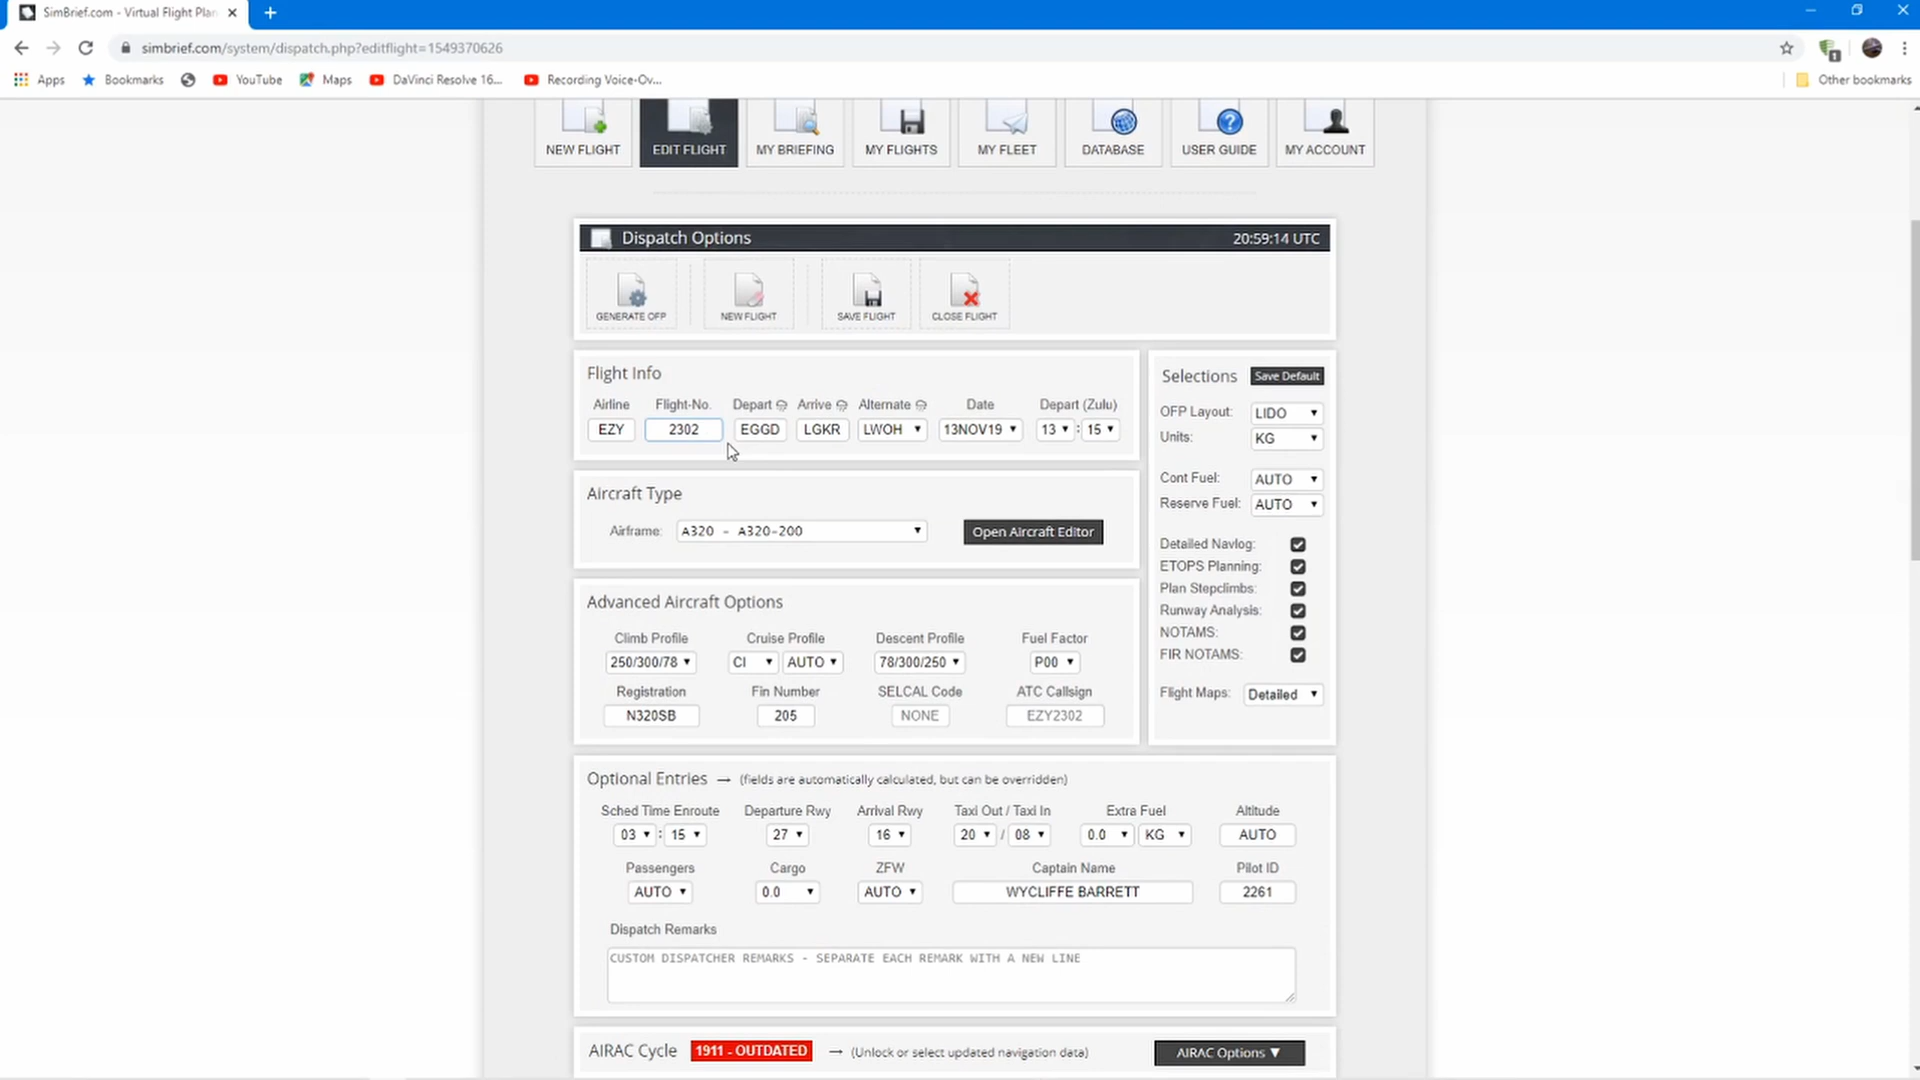 SimBrief.com - Virtual Flight Plan
simbrief.com/system/dispatch.php?editflight=1549370626
Apps Bookmarks YouTube Maps DaVinci Resolve 16... Recording Voice-Ov... Other bookmarks
NEW FLIGHT EDIT FLIGHT MY BRIEFING MY FLIGHTS MY FLEET DATABASE USER GUIDE MY ACCOUNT
Dispatch Options 20:59:14 UTC
GENERATE OFP NEW FLIGHT SAVE FLIGHT CLOSE FLIGHT
Flight Info
Airline Flight-No. Depart Arrive Alternate Date Depart (Zulu)
EZY 2302 EGGD LGKR LWOH 13NOV19 13 : 15
Aircraft Type
Airframe: A320 - A320-200 Open Aircraft Editor
Advanced Aircraft Options
Climb Profile Cruise Profile Descent Profile Fuel Factor
250/300/78 CI AUTO 78/300/250 P00
Registration Fin Number SELCAL Code ATC Callsign
N320SB 205 NONE EZY2302
Selections Save Default
OFP Layout: LIDO
Units: KG
Cont Fuel: AUTO
Reserve Fuel: AUTO
Detailed Navlog:
ETOPS Planning:
Plan Stepclimbs:
Runway Analysis:
NOTAMS:
FIR NOTAMS:
Flight Maps: Detailed
Optional Entries → (fields are automatically calculated, but can be overridden)
Sched Time Enroute Departure Rwy Arrival Rwy Taxi Out / Taxi In Extra Fuel Altitude
03 : 15 27 16 20 / 08 0.0 KG AUTO
Passengers Cargo ZFW Captain Name Pilot ID
AUTO 0.0 AUTO WYCLIFFE BARRETT 2261
Dispatch Remarks
CUSTOM DISPATCHER REMARKS - SEPARATE EACH REMARK WITH A NEW LINE
AIRAC Cycle 1911 - OUTDATED → (Unlock or select updated navigation data) AIRAC Options ▼